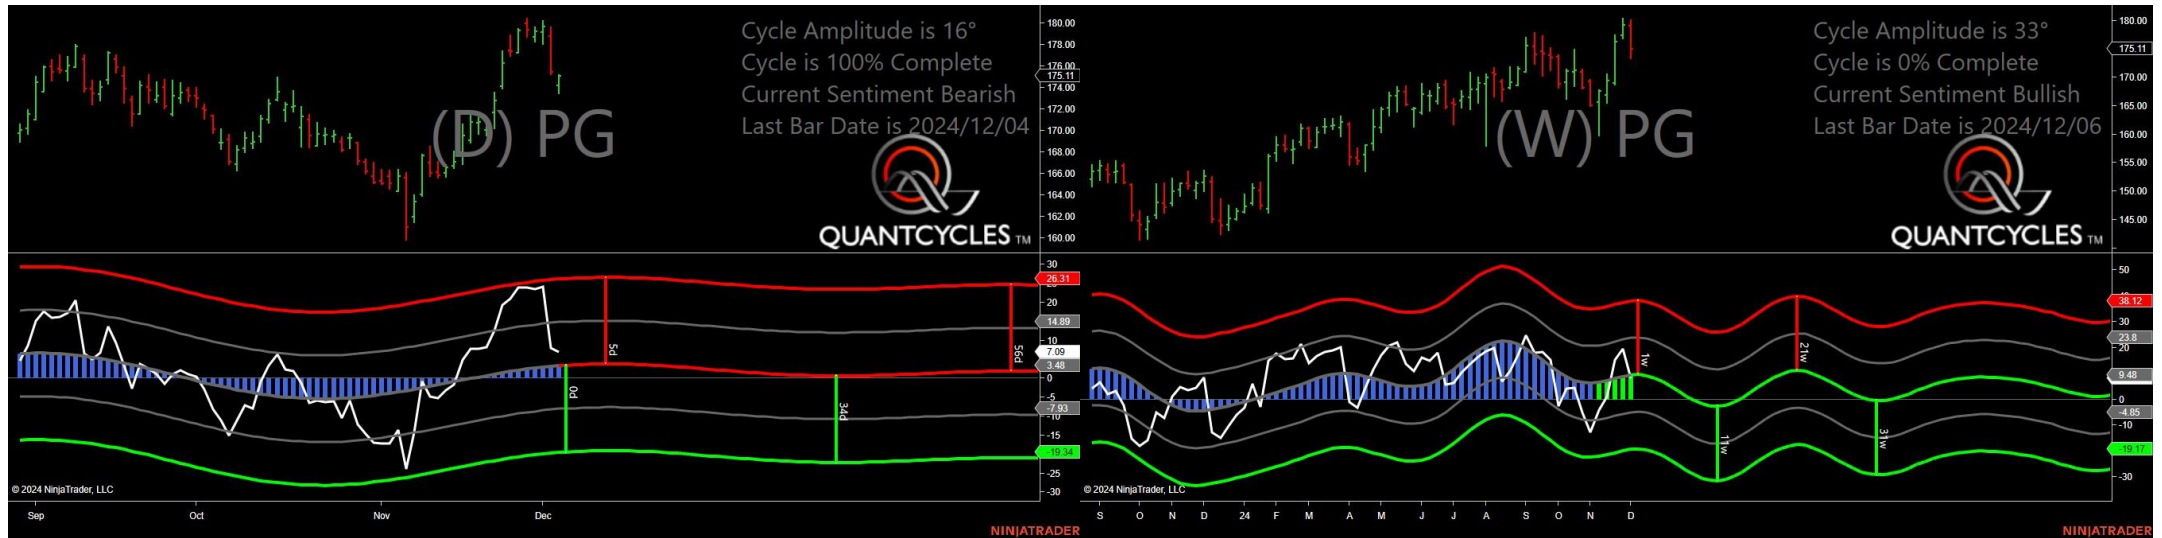 Cycle Amplitude is 16°
Cycle is 100% Complete
Current Sentiment Bearish
Last Bar Date is 2024/12/04
(D) PG
QUANTCYCLES TM
180.00
178.00
176.00
175.11
174.00
172.00
170.00
168.00
166.00
164.00
162.00
160.00
30
26.31
20
14.89
10
7.09
3.48
0
-5
-7.93
-10
-15
-19.34
-25
-30
5d
56d
0d
34d
© 2024 NinjaTrader, LLC
Sep Oct Nov Dec
NINJATRADER
Cycle Amplitude is 33°
Cycle is 0% Complete
Current Sentiment Bullish
Last Bar Date is 2024/12/06
(W) PG
QUANTCYCLES TM
180.00
175.11
170.00
165.00
160.00
155.00
150.00
145.00
50
38.12
30
23.8
20
9.48
0
-4.85
-10
-19.17
-30
1w
21w
11w
31w
© 2024 NinjaTrader, LLC
S O N D 24 F M A M J J A S O N D
NINJATRADER